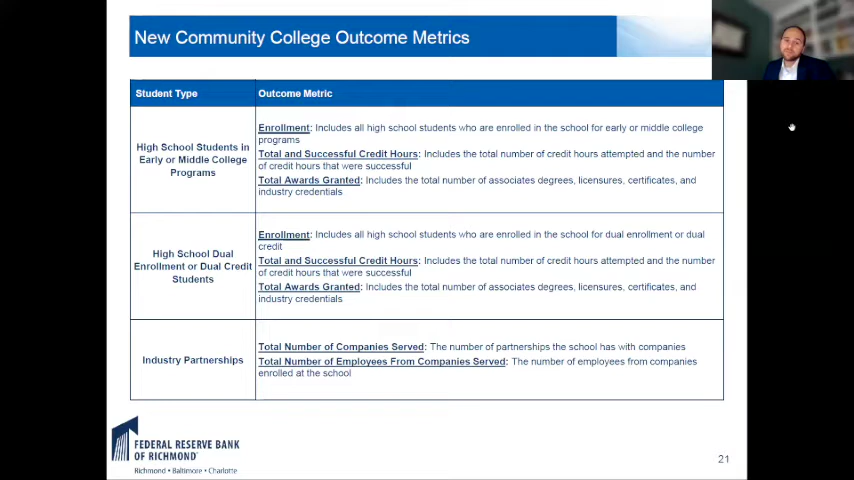 New Community College Outcome Metrics
Student Type
Outcome Metric
High School Students in
Early or Middle College
Programs
Enrollment: Includes all high school students who are enrolled in the school for early or middle college
programs
Total and Successful Credit Hours: Includes the total number of credit hours attempted and the number
of credit hours that were successful
Total Awards Granted: Includes the total number of associates degrees, licensures, certificates, and
industry credentials
High School Dual
Enrollment or Dual Credit
Students
Enrollment: Includes all high school students who are enrolled in the school for dual enrollment or dual
credit
Total and Successful Credit Hours: Includes the total number of credit hours attempted and the number
of credit hours that were successful
Total Awards Granted: Includes the total number of associates degrees, licensures, certificates, and
industry credentials
Industry Partnerships
Total Number of Companies Served: The number of partnerships the school has with companies
Total Number of Employees From Companies Served: The number of employees from companies
enrolled at the school
FEDERAL RESERVE BANK
OF RICHMOND
Richmond • Baltimore • Charlotte
21